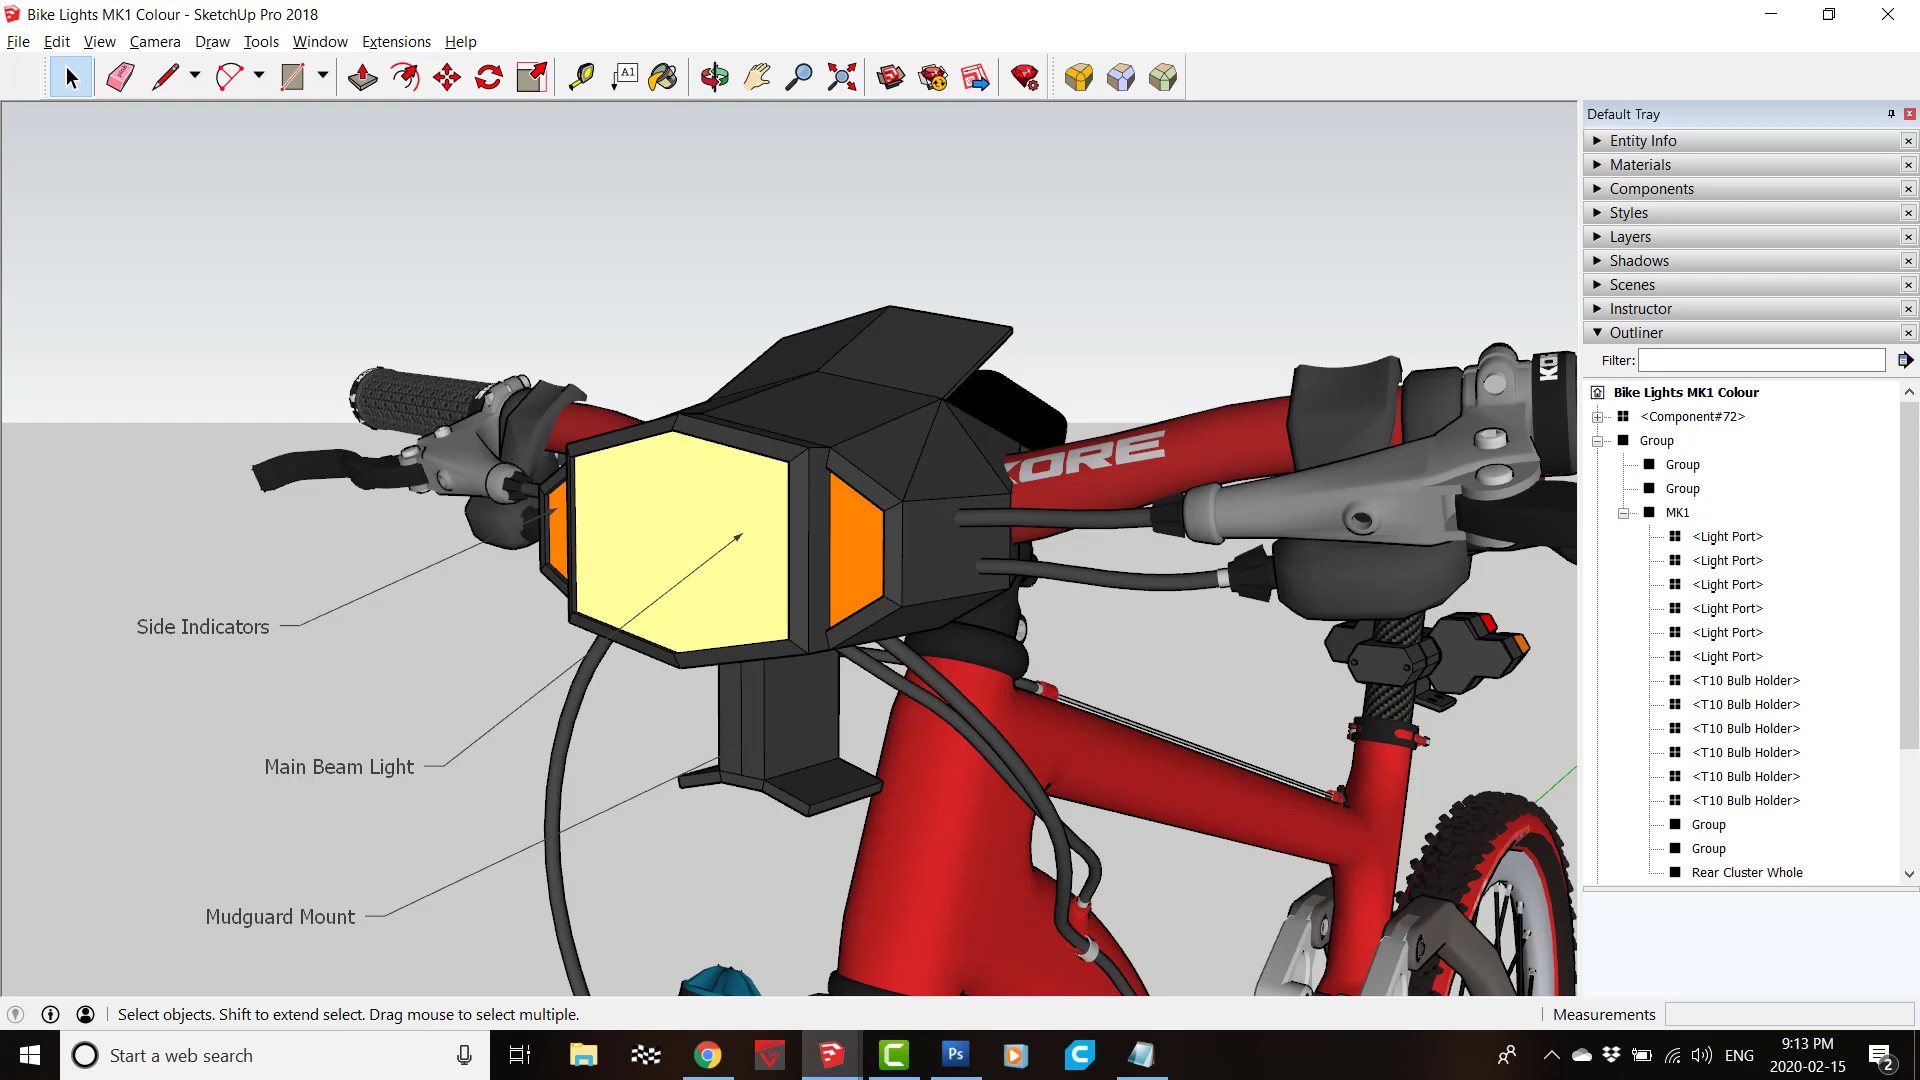 Bike Lights MK1 Colour - SketchUp Pro 2018
File Edit View Camera Draw Tools Window Extensions Help
A1
Default Tray
Entity Info
Materials
Components
Styles
Layers
Shadows
Scenes
Instructor
Outliner
Filter:
Bike Lights MK1 Colour
<Component#72>
Group
Group
Group
MK1
<Light Port>
<Light Port>
<Light Port>
<Light Port>
<Light Port>
<Light Port>
<T10 Bulb Holder>
<T10 Bulb Holder>
<T10 Bulb Holder>
<T10 Bulb Holder>
<T10 Bulb Holder>
<T10 Bulb Holder>
Group
Group
Rear Cluster Whole
KORE
Side Indicators
Main Beam Light
Mudguard Mount
Select objects. Shift to extend select. Drag mouse to select multiple.
Measurements
Start a web search
Ps
ENG
9:13 PM
2020-02-15
2